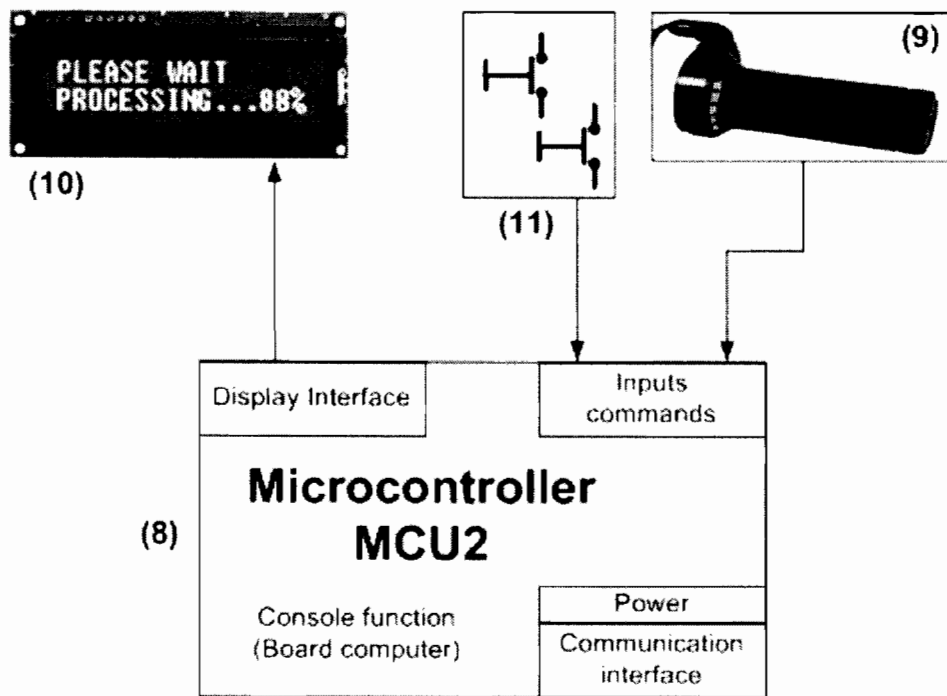 PLEASE WAIT
PROCESSING...88%
(10)
(11)
(9)
Display Interface
Inputs
commands
Microcontroller
MCU2
(8)
Console function
(Board computer)
Power
Communication
interface